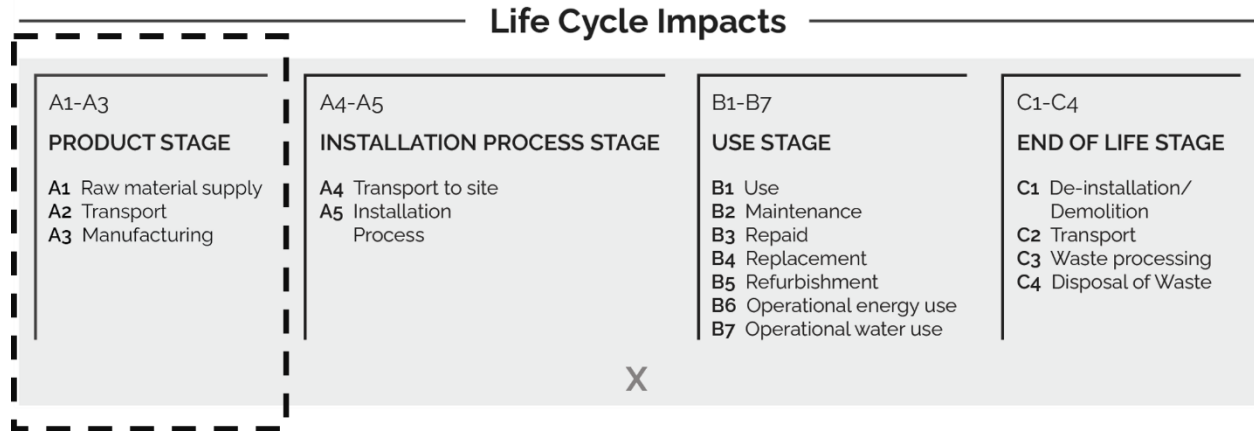 Life Cycle Impacts
A1-A3
PRODUCT STAGE
A1 Raw material supply
A2 Transport
A3 Manufacturing
A4-A5
INSTALLATION PROCESS STAGE
A4 Transport to site
A5 Installation
Process
B1-B7
USE STAGE
B1 Use
B2 Maintenance
B3 Repaid
B4 Replacement
B5 Refurbishment
B6 Operational energy use
B7 Operational water use
C1-C4
END OF LIFE STAGE
C1 De-installation/
Demolition
C2 Transport
C3 Waste processing
C4 Disposal of Waste
X